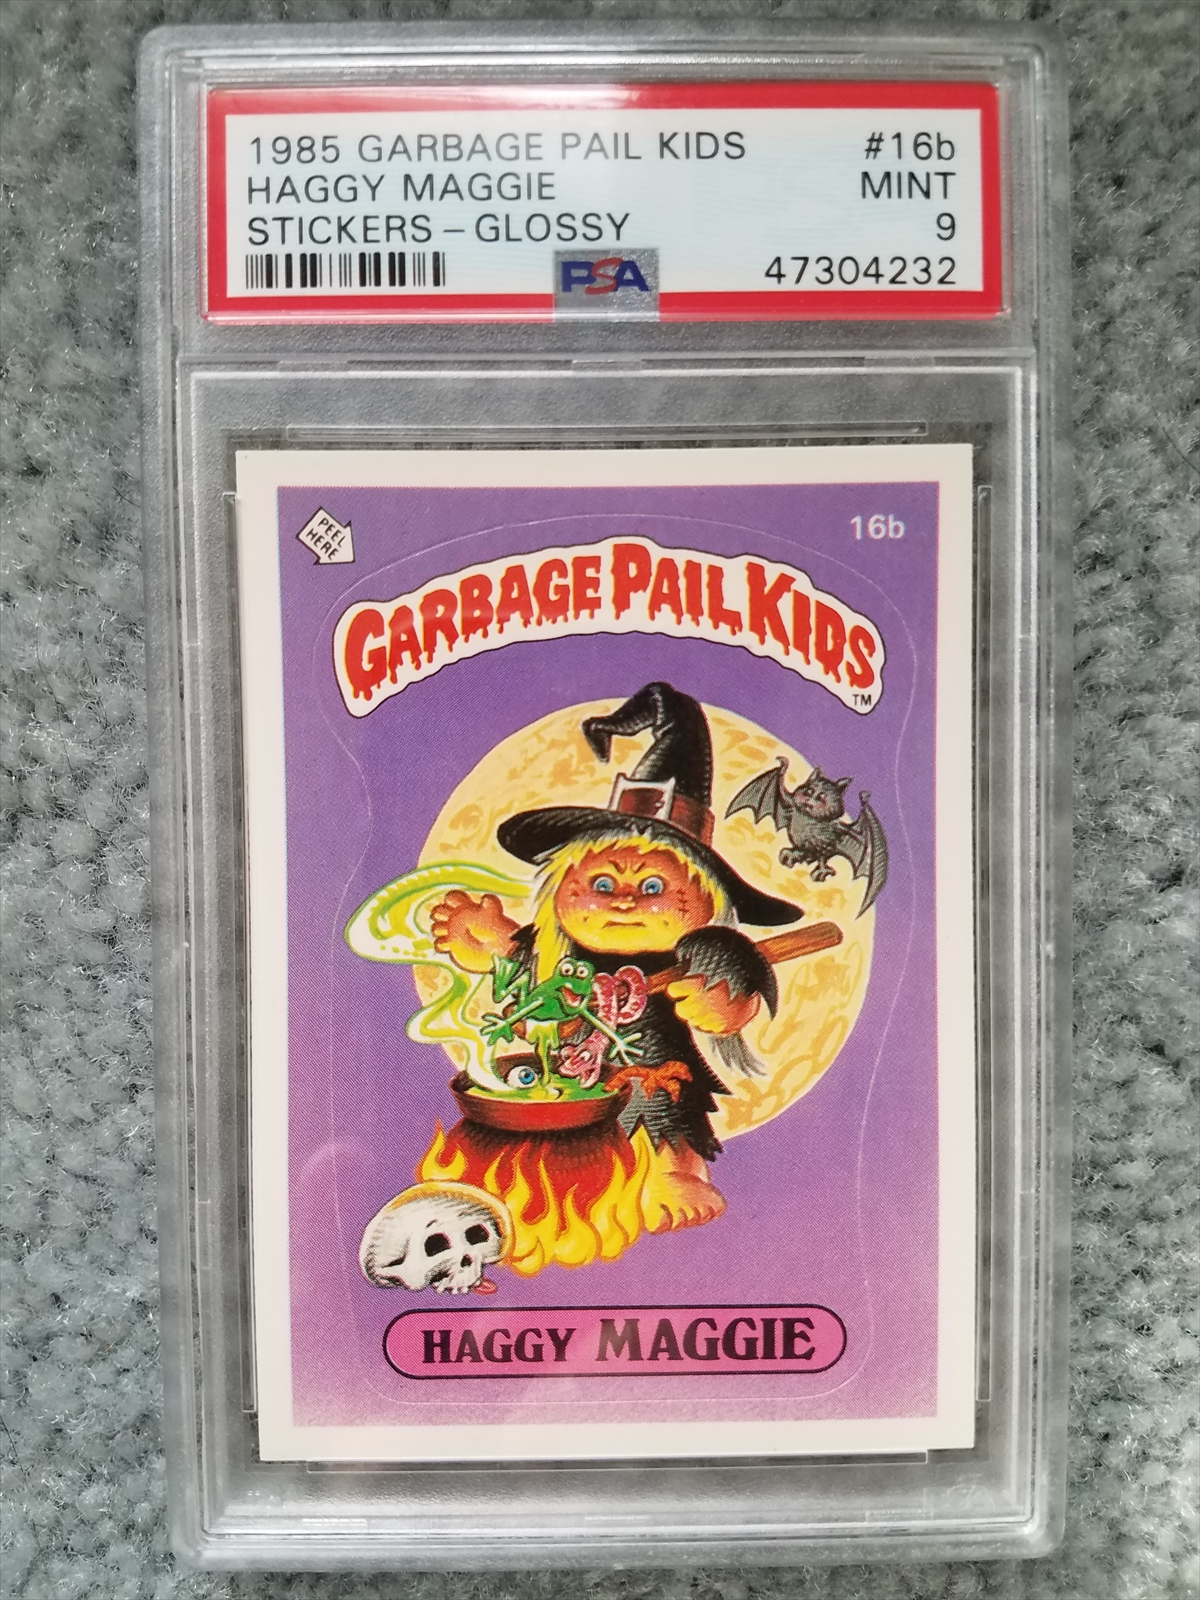 1985 GARBAGE PAIL KIDS #16b
HAGGY MAGGIE MINT
STICKERS – GLOSSY 9
PSA 47304232
PEEL
HERE
16b
GARBAGE PAIL KIDS
TM
HAGGY MAGGIE